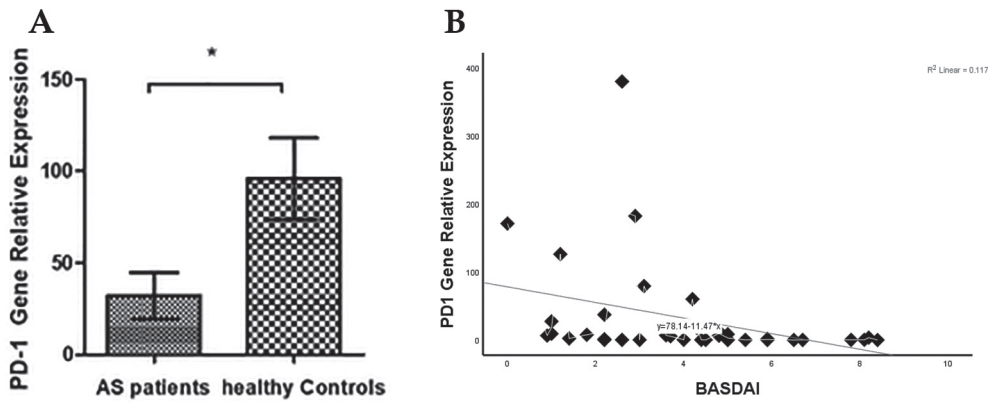 A
PD-1 Gene Relative Expression
*
150
100
50
0
AS patients
healthy Controls
B
PD1 Gene Relative Expression
R2 Linear = 0.117
400
300
200
100
0
y=78.14-11.47*x
0 2 4 6 8 10
BASDAI